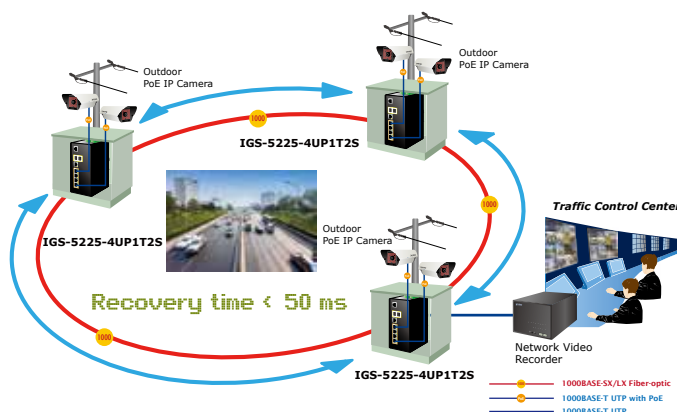 Outdoor
PoE IP Camera
Outdoor
PoE IP Camera
1000
IGS-5225-4UP1T2S
IGS-5225-4UP1T2S
1000
Outdoor
PoE IP Camera
Traffic Control Center
Recovery time < 50 ms
1000
IGS-5225-4UP1T2S
Network Video
Recorder
1000BASE-SX/LX Fiber-optic
1000BASE-T UTP with PoE
1000BASE-T UTP